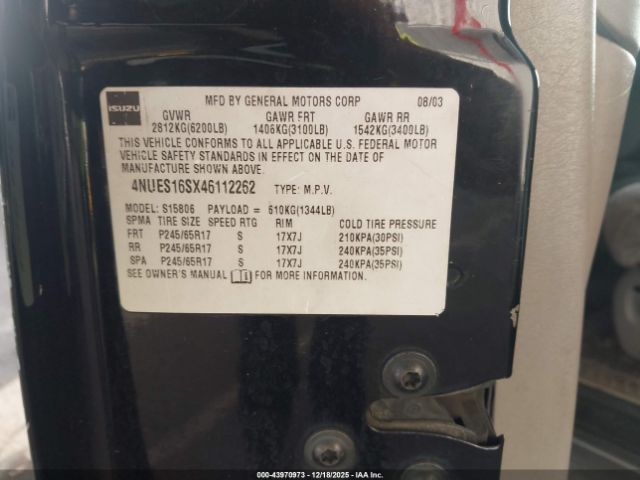 ISUZU
MFD BY GENERAL MOTORS CORP 08/03
GVWR GAWR FRT GAWR RR
2812KG(6200LB) 1406KG(3100LB) 1542KG(3400LB)
THIS VEHICLE CONFORMS TO ALL APPLICABLE U.S. FEDERAL MOTOR
VEHICLE SAFETY STANDARDS IN EFFECT ON THE DATE OF
MANUFACTURE SHOWN ABOVE.
4NUES16SX46112262 TYPE: M.P.V.
MODEL: S15806 PAYLOAD = 610KG(1344LB)
SPMA TIRE SIZE SPEED RTG RIM COLD TIRE PRESSURE
FRT P245/65R17 S 17X7J 210KPA(30PSI)
RR P245/65R17 S 17X7J 240KPA(35PSI)
SPA P245/65R17 S 17X7J 240KPA(35PSI)
SEE OWNER'S MANUAL FOR MORE INFORMATION.
000-43970973 - 12/18/2025 - IAAI.COM